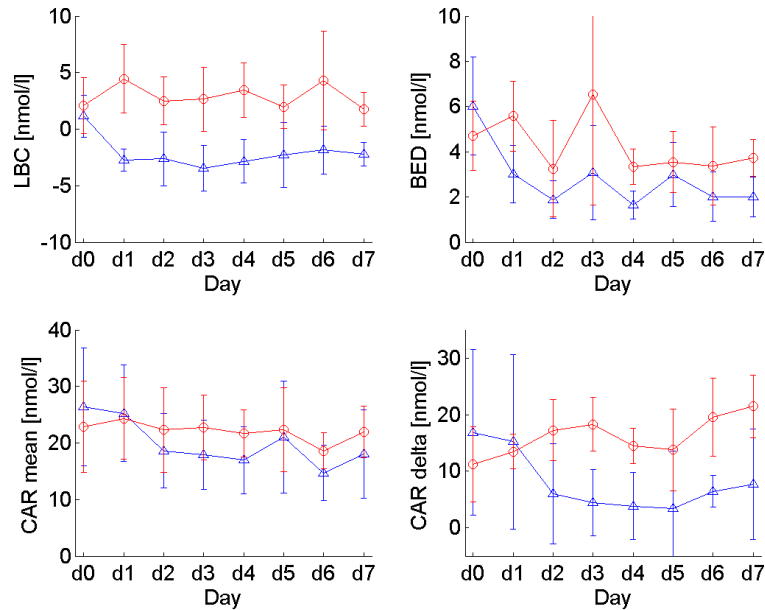 10
5
0
-5
-10
LBC [nmol/l]
d0 d1 d2 d3 d4 d5 d6 d7
Day
10
8
6
4
2
0
BED [nmol/l]
d0 d1 d2 d3 d4 d5 d6 d7
Day
40
30
20
10
0
CAR mean [nmol/l]
d0 d1 d2 d3 d4 d5 d6 d7
Day
30
20
10
0
CAR delta [nmol/l]
d0 d1 d2 d3 d4 d5 d6 d7
Day